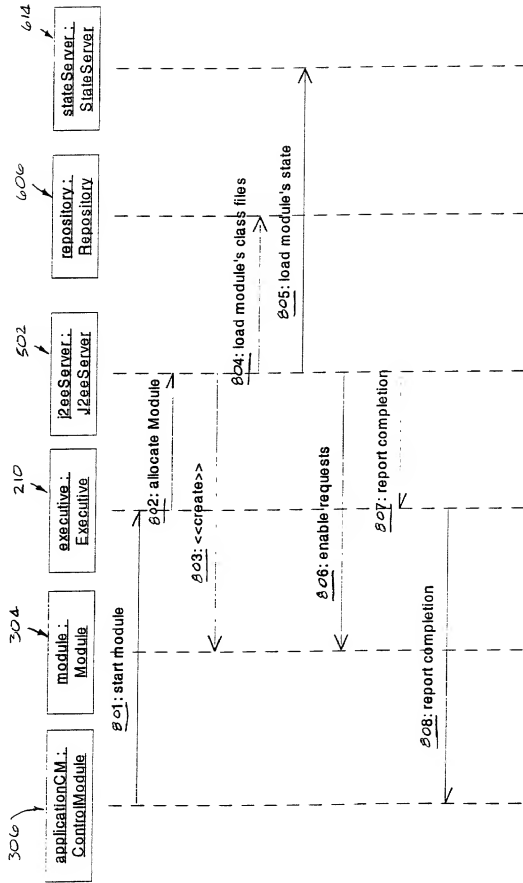 306
304
210
502
606
614
applicationCM :
ControlModule
module :
Module
executive :
Executive
j2eeServer :
J2eeServer
repository :
Repository
stateServer :
StateServer
801: start module
802: allocate Module
803: <<create>>
804: load module's class files
805: load module's state
806: enable requests
807: report completion
808: report completion